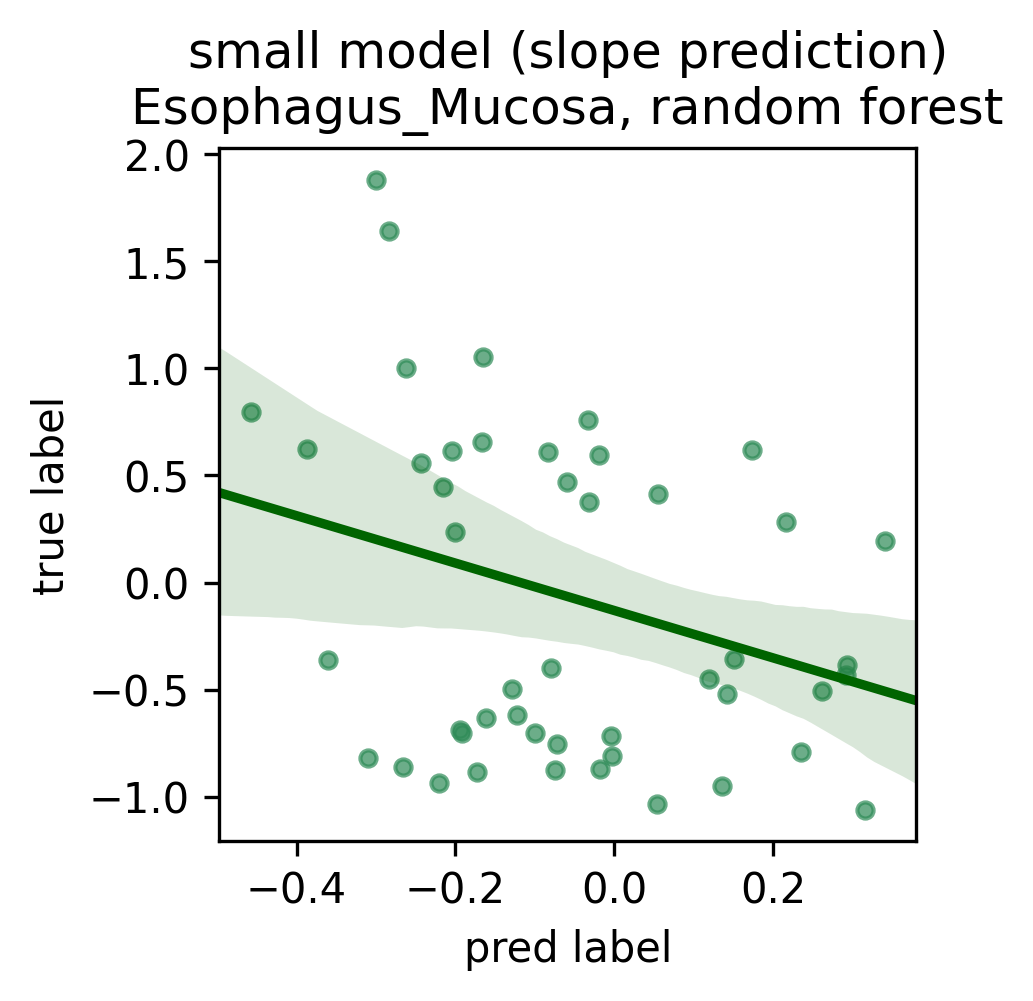 small model (slope prediction)
Esophagus_Mucosa, random forest
2.0
1.5
1.0
0.5
0.0
−0.5
−1.0
true label
−0.4
−0.2
0.0
0.2
pred label